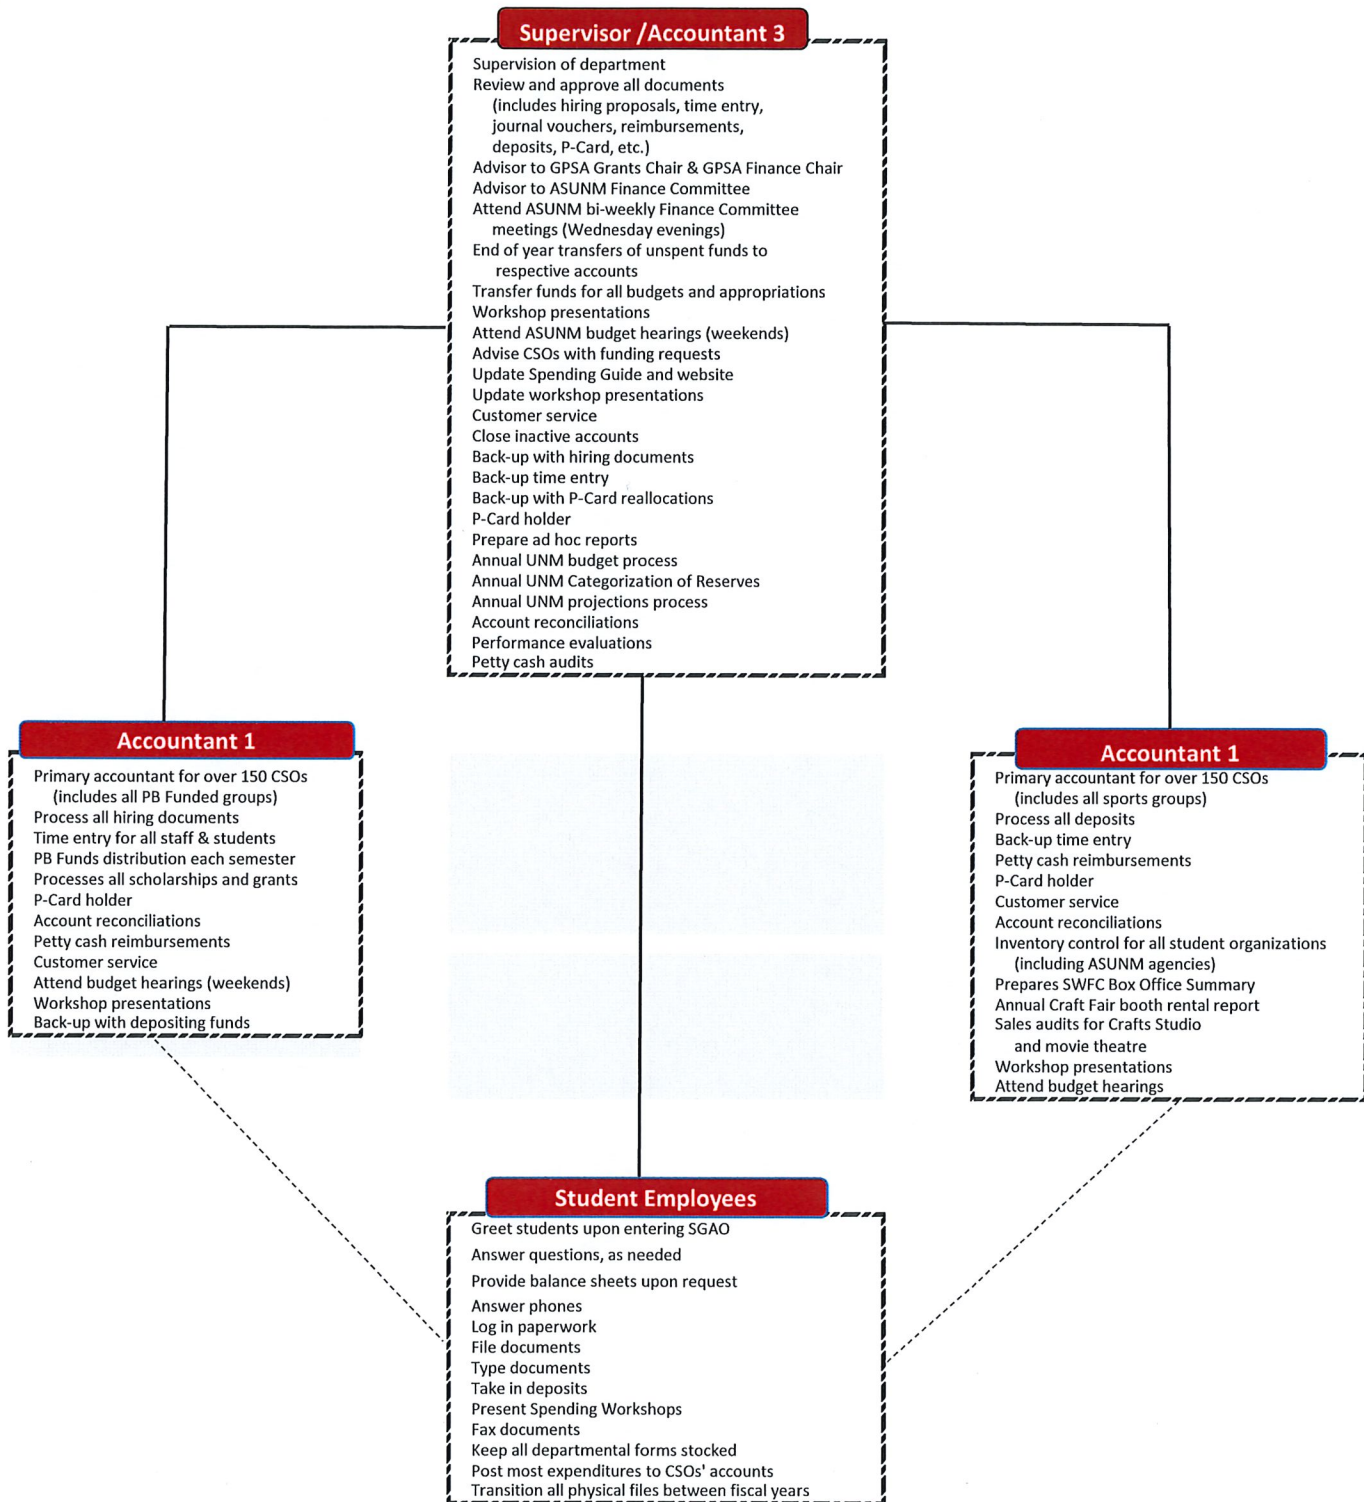 Supervisor /Accountant 3
Supervision of department
Review and approve all documents
(includes hiring proposals, time entry,
journal vouchers, reimbursements,
deposits, P-Card, etc.)
Advisor to GPSA Grants Chair & GPSA Finance Chair
Advisor to ASUNM Finance Committee
Attend ASUNM bi-weekly Finance Committee
meetings (Wednesday evenings)
End of year transfers of unspent funds to
respective accounts
Transfer funds for all budgets and appropriations
Workshop presentations
Attend ASUNM budget hearings (weekends)
Advise CSOs with funding requests
Update Spending Guide and website
Update workshop presentations
Customer service
Close inactive accounts
Back-up with hiring documents
Back-up time entry
Back-up with P-Card reallocations
P-Card holder
Prepare ad hoc reports
Annual UNM budget process
Annual UNM Categorization of Reserves
Annual UNM projections process
Account reconciliations
Performance evaluations
Petty cash audits
Accountant 1
Primary accountant for over 150 CSOs
(includes all PB Funded groups)
Process all hiring documents
Time entry for all staff & students
PB Funds distribution each semester
Processes all scholarships and grants
P-Card holder
Account reconciliations
Petty cash reimbursements
Customer service
Attend budget hearings (weekends)
Workshop presentations
Back-up with depositing funds
Accountant 1
Primary accountant for over 150 CSOs
(includes all sports groups)
Process all deposits
Back-up time entry
Petty cash reimbursements
P-Card holder
Customer service
Account reconciliations
Inventory control for all student organizations
(including ASUNM agencies)
Prepares SWFC Box Office Summary
Annual Craft Fair booth rental report
Sales audits for Crafts Studio
and movie theatre
Workshop presentations
Attend budget hearings
Student Employees
Greet students upon entering SGAO
Answer questions, as needed
Provide balance sheets upon request
Answer phones
Log in paperwork
File documents
Type documents
Take in deposits
Present Spending Workshops
Fax documents
Keep all departmental forms stocked
Post most expenditures to CSOs' accounts
Transition all physical files between fiscal years